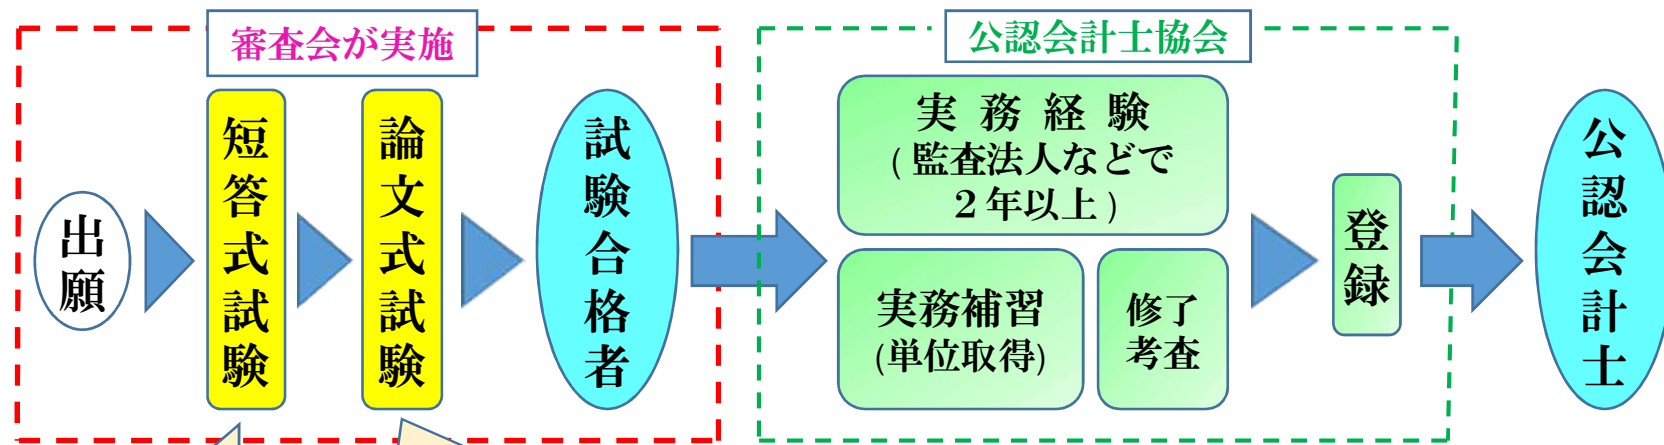 審査会が実施
出願
短答式試験
論文式試験
試験合格者
公認会計士協会
実務経験
(監査法人などで
2年以上)
実務補習
(単位取得)
修了
考査
登録
公認会計士